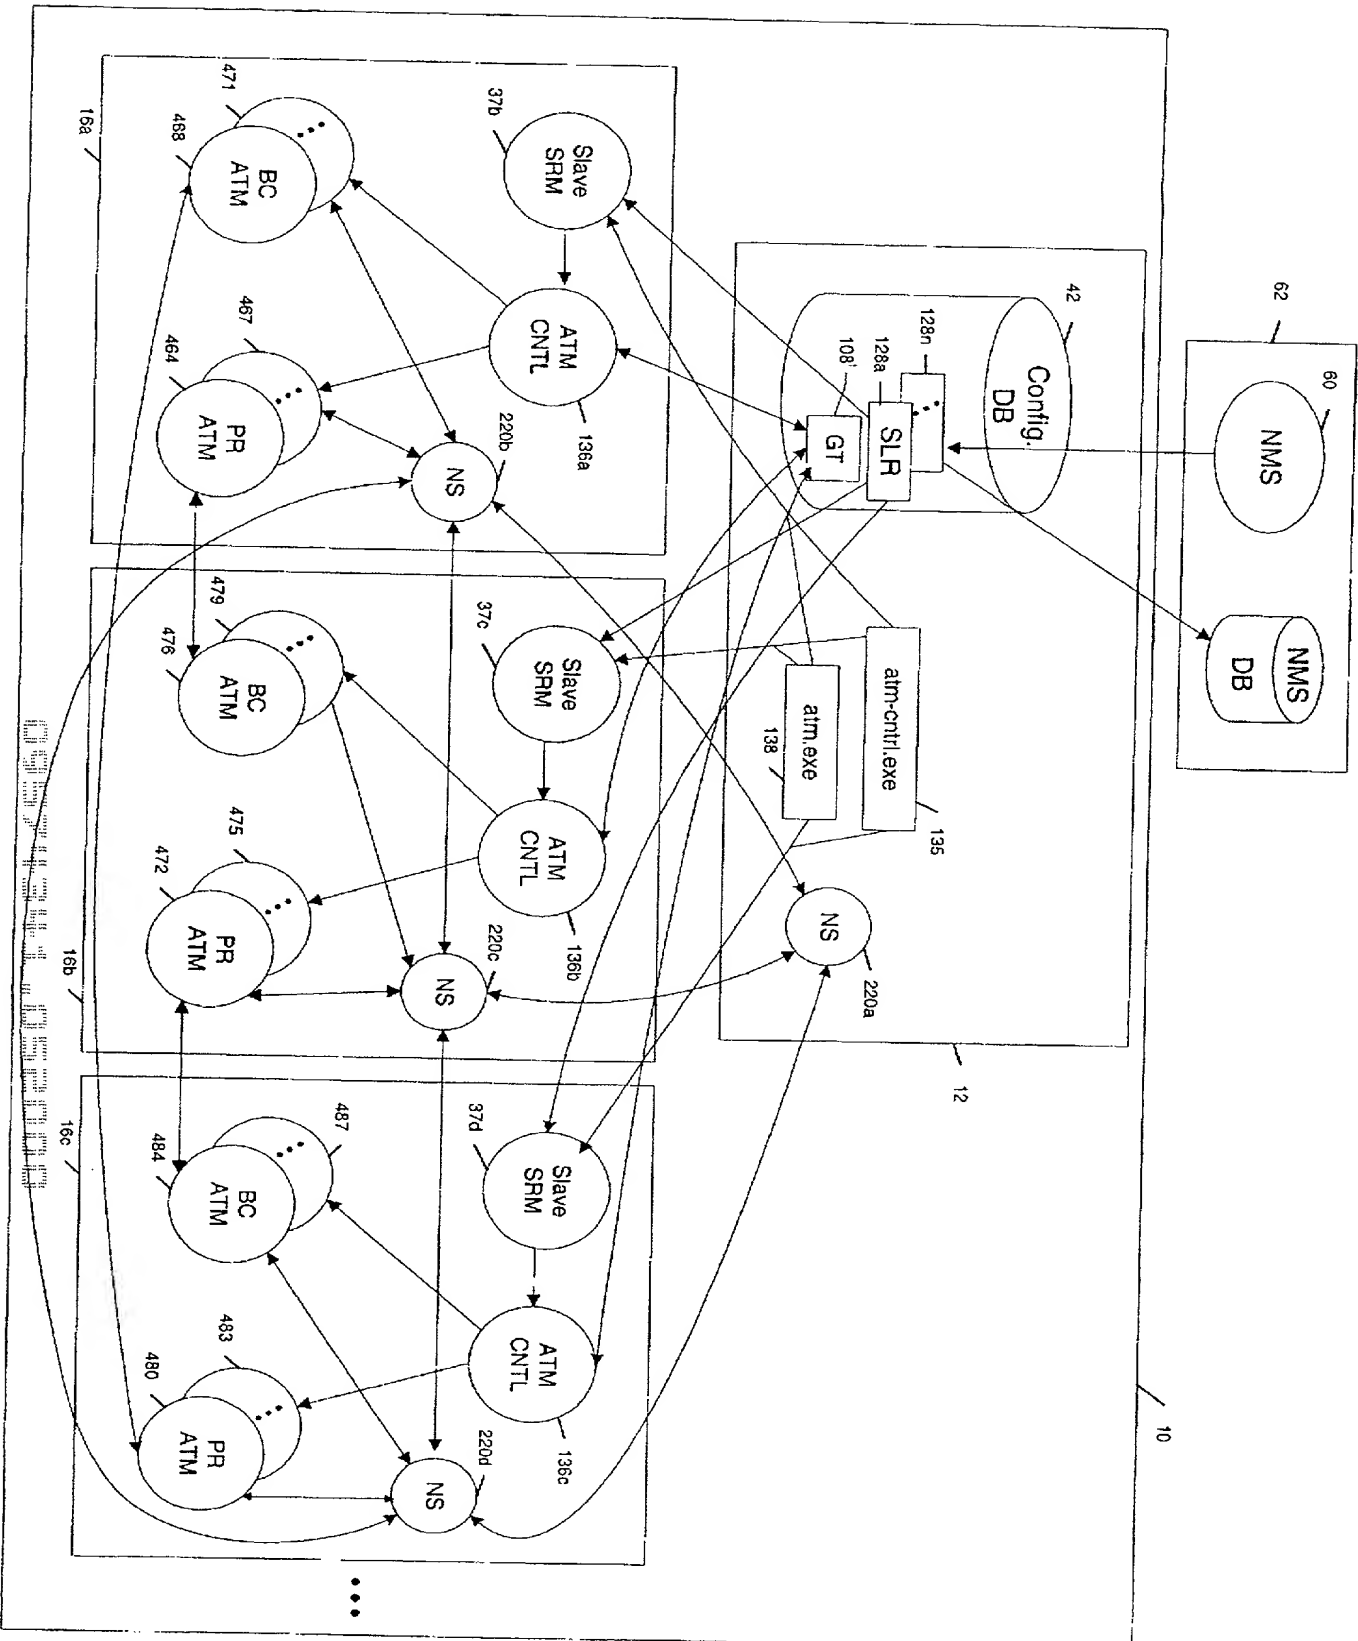 62
60
NMS
NMS
DB
10
12
42
Config.
DB
128n
128a
SLR
GT
atm-cntrl.exe
135
atm.exe
138
NS
220a
16a
37b
Slave
SRM
ATM
CNTL
136a
471
468
BC
ATM
467
464
PR
ATM
220b
NS
16b
37c
Slave
SRM
ATM
CNTL
136b
479
476
BC
ATM
475
472
PR
ATM
220c
NS
16c
37d
Slave
SRM
ATM
CNTL
136c
487
484
BC
ATM
483
480
PR
ATM
220d
NS